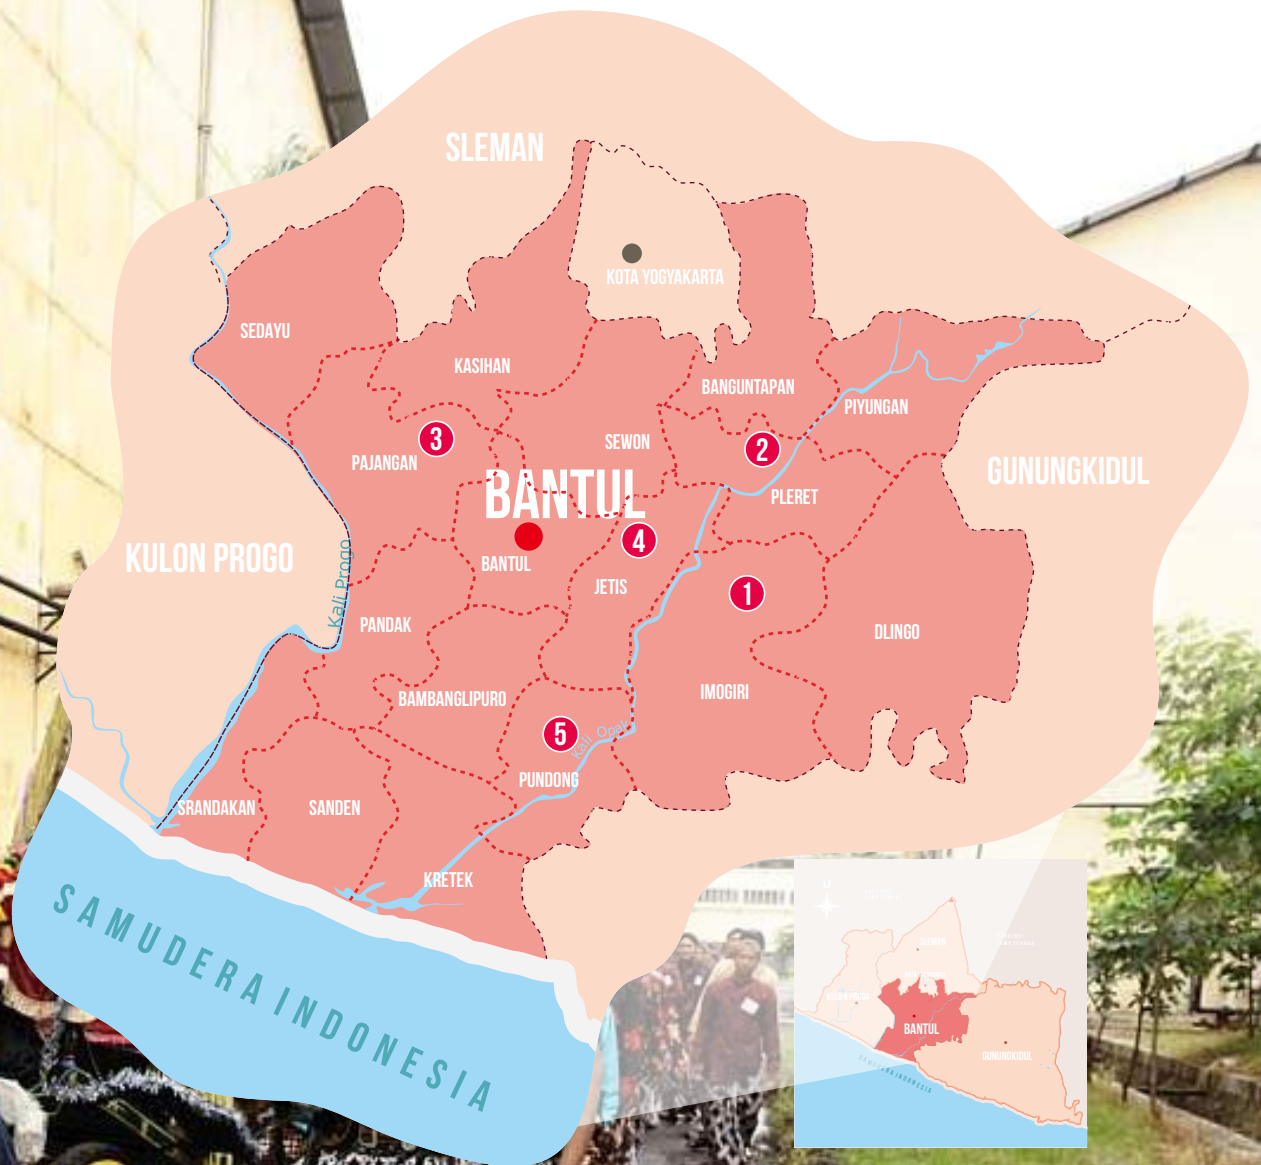 SLEMAN
KOTA YOGYAKARTA
SEDAYU
KASIHAN
BANGUNTAPAN
PIYUNGAN
3
SEWON
2
PAJANGAN
GUNUNGKIDUL
BANTUL
PLERET
4
KULON PROGO
Kali Progo
BANTUL
JETIS
1
PANDAK
DLINGO
BAMBANGLIPURO
IMOGIRI
5
Kali Opak
PUNDONG
SRANDAKAN
SANDEN
KRETEK
SAMUDERA INDONESIA
U
SLEMAN
KULON PROGO
BANTUL
GUNUNGKIDUL
SAMUDERA INDONESIA